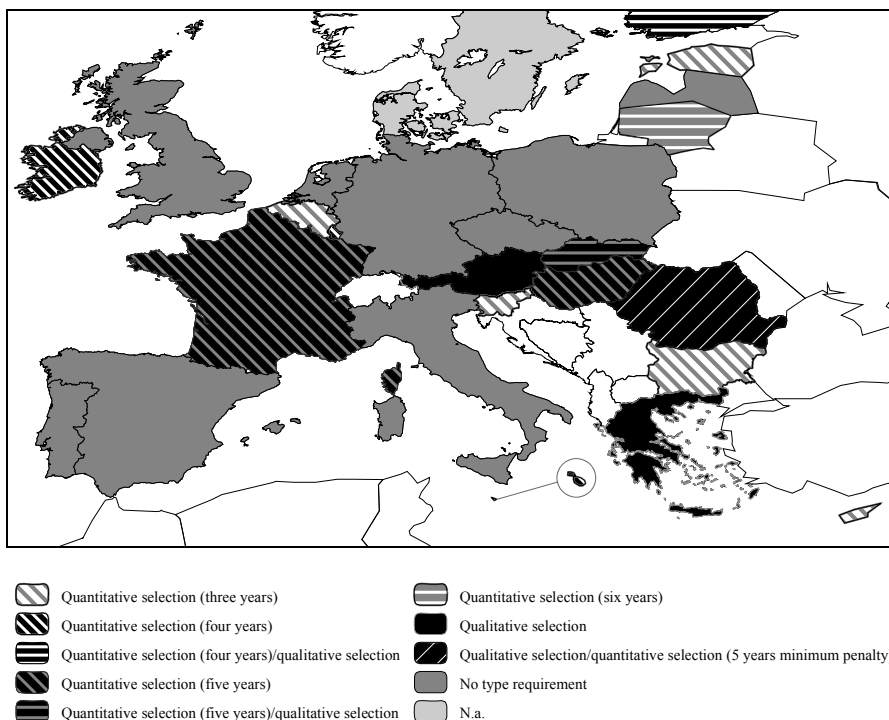 Quantitative selection (three years)
Quantitative selection (four years)
Quantitative selection (four years)/qualitative selection
Quantitative selection (five years)
Quantitative selection (five years)/qualitative selection
Quantitative selection (six years)
Qualitative selection
Qualitative selection/quantitative selection (5 years minimum penalty)
No type requirement
N.a.